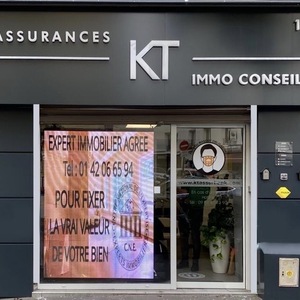 ASSURANCES
KT
IMMO CONSEIL
EXPERT IMMOBILIER AGRÉÉ
Tel : 01 42 06 65 94
POUR FIXER
LA VRAI VALEUR
DE VOTRE BIEN
C.N.E